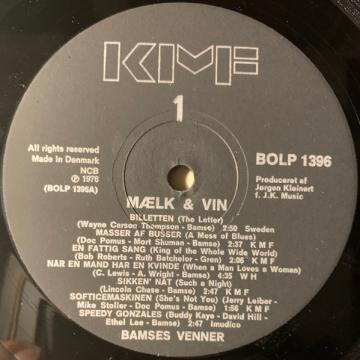 KMF
1
All rights reserved
Made in Denmark
NCB
℗ 1976
(BOLP 1396A)
BOLP 1396
Produceret af
Jørgen Kleinert
f. J.K. Music
MÆLK & VIN
BILLETTEN (The Letter)
(Wayne Carson Thompson - Bamse) 2:50 Sweden
MASSER AF BUSSER (A Mess of Blues)
(Doc Pomus - Mort Shuman - Bamse) 2:37 K M F
EN FATTIG SANG (King of the Whole Wide World)
(Bob Roberts - Ruth Batchelor - Gren) 2:06 K M F
NAR EN MAND HAR EN KVINDE (When a Man Loves a Woman)
(C. Lewis - A. Wright - Bamse) 4:35 W H
SIKKEN' NAT (Such a Night)
(Lincoln Chase - Bamse) 2:47 K M F
SOFTICEMASKINEN (She's Not You) (Jerry Leiber -
Mike Stoller - Doc Pomus - Bamse) 1:56 K M F
SPEEDY GONZALES (Buddy Kaye - David Hill -
Ethel Lee - Bamse) 2:47 Imudico
BAMSES VENNER